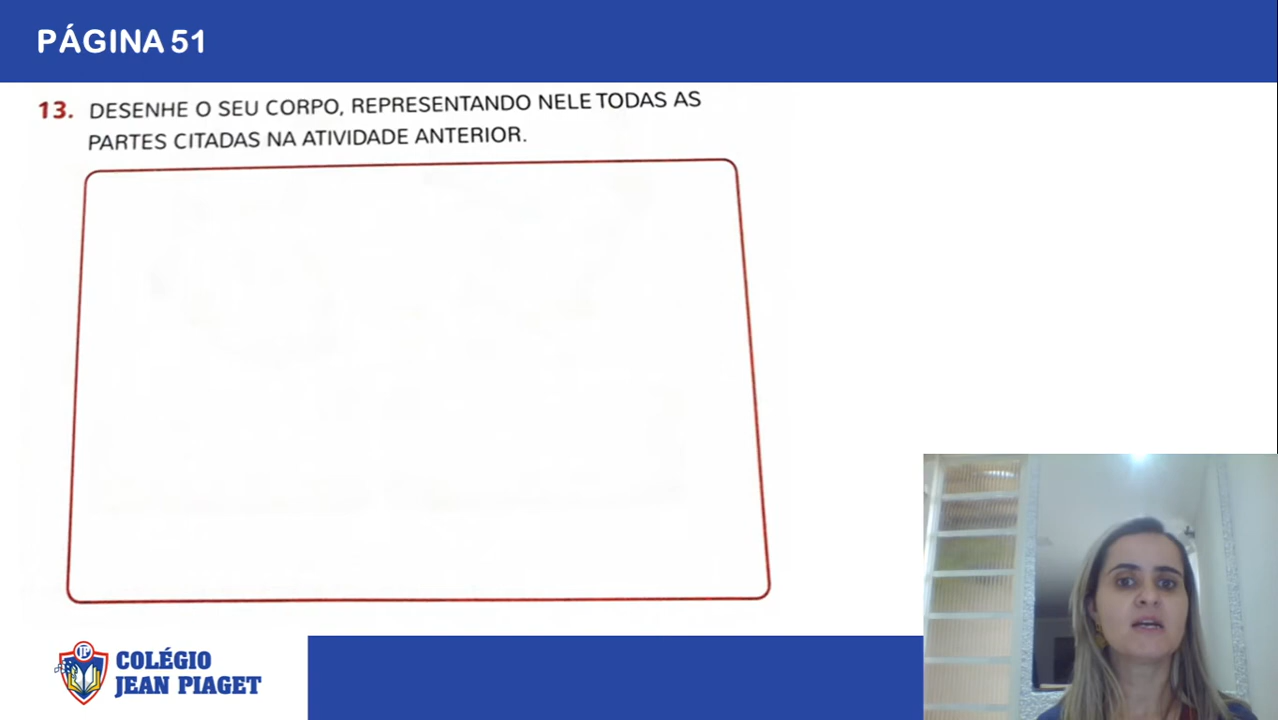 PÁGINA 51
13. DESENHE O SEU CORPO, REPRESENTANDO NELE TODAS AS
PARTES CITADAS NA ATIVIDADE ANTERIOR.
COLÉGIO
JEAN PIAGET